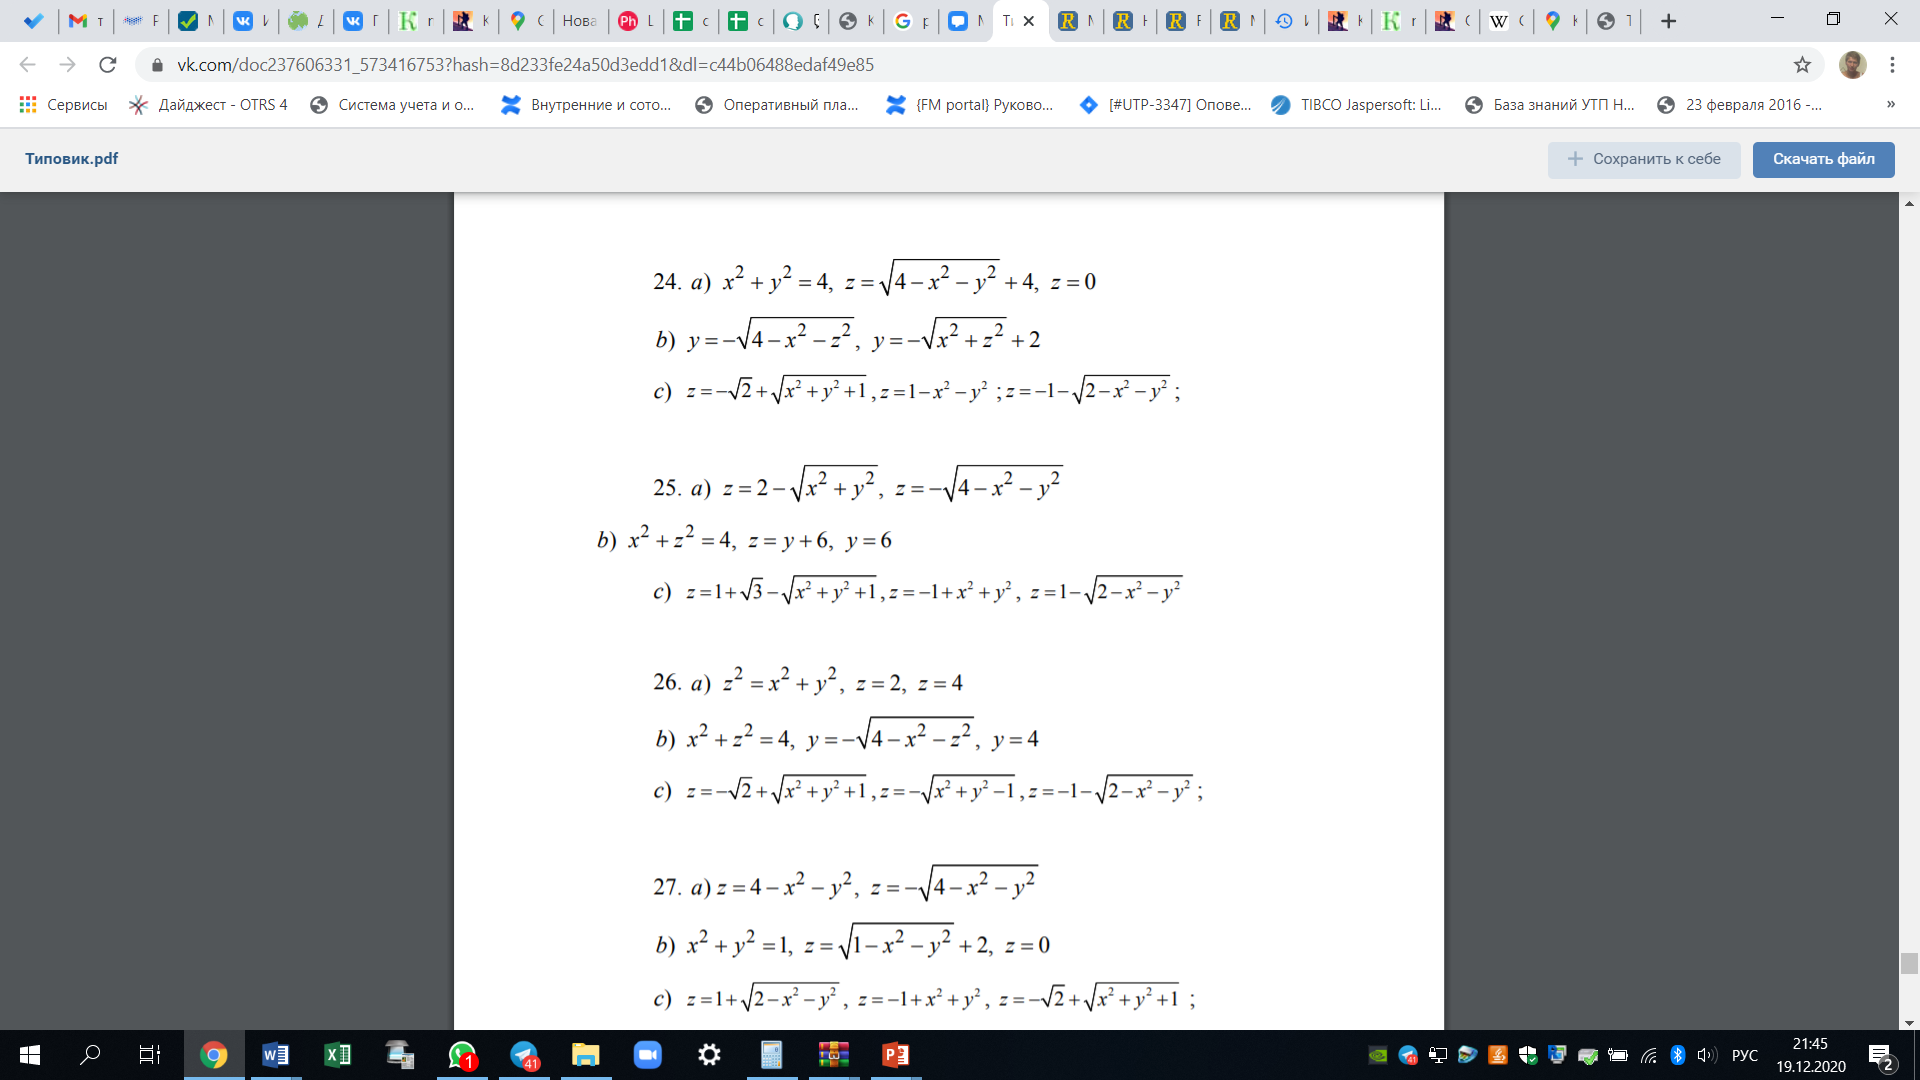 Нова
vk.com/doc237606331_573416753?hash=8d233fe24a50d3edd1&dl=c44b06488edaf49e85
Сервисы Дайджест - OTRS 4 Система учета и о... Внутренние и сото... Оперативный пла... {FM portal} Руково... [#UTP-3347] Опове... TIBCO Jaspersoft: Li... База знаний УТП Н... 23 февраля 2016 -... »
Типовик.pdf + Сохранить к себе Скачать файл
24. a) x² + y² = 4, z = √(4 − x² − y²) + 4, z = 0
b) y = −√(4 − x² − z²), y = −√(x² + z²) + 2
c) z = −√2 + √(x² + y² + 1), z = 1 − x² − y² ; z = −1 − √(2 − x² − y²) ;
25. a) z = 2 − √(x² + y²), z = −√(4 − x² − y²)
b) x² + z² = 4, z = y + 6, y = 6
c) z = 1 + √3 − √(x² + y² + 1), z = −1 + x² + y², z = 1 − √(2 − x² − y²)
26. a) z² = x² + y², z = 2, z = 4
b) x² + z² = 4, y = −√(4 − x² − z²), y = 4
c) z = −√2 + √(x² + y² + 1), z = −√(x² + y² − 1), z = −1 − √(2 − x² − y²) ;
27. a) z = 4 − x² − y², z = −√(4 − x² − y²)
b) x² + y² = 1, z = √(1 − x² − y²) + 2, z = 0
c) z = 1 + √(2 − x² − y²), z = −1 + x² + y², z = −√2 + √(x² + y² + 1) ;
1 41 41 РУС 21:45 2
19.12.2020